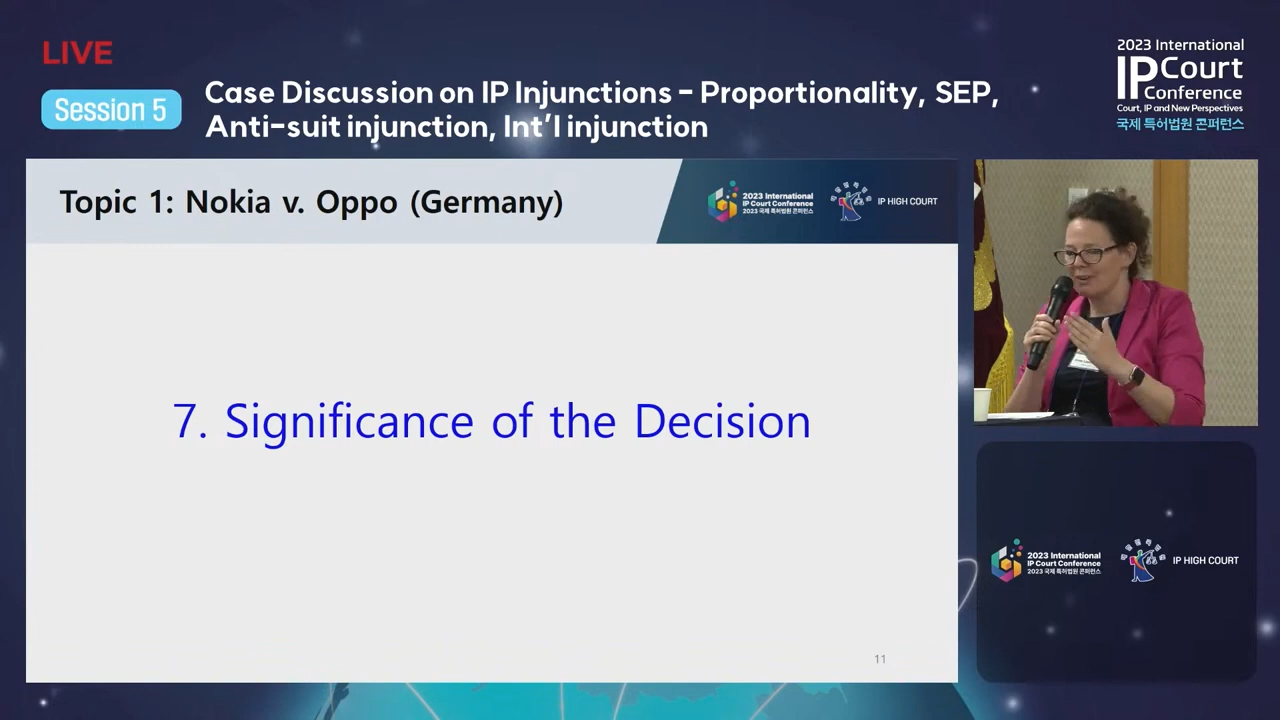 LIVE
Session 5
Case Discussion on IP Injunctions - Proportionality, SEP,
Anti-suit injunction, Int'l injunction
2023 International
IP Court
Conference
Court, IP and New Perspectives
국제 특허법원 콘퍼런스
Topic 1: Nokia v. Oppo (Germany)
2023 International
IP Court Conference
2023 국제 특허법원 콘퍼런스
IP HIGH COURT
7. Significance of the Decision
11
2023 International
IP Court Conference
2023 국제 특허법원 콘퍼런스
IP HIGH COURT